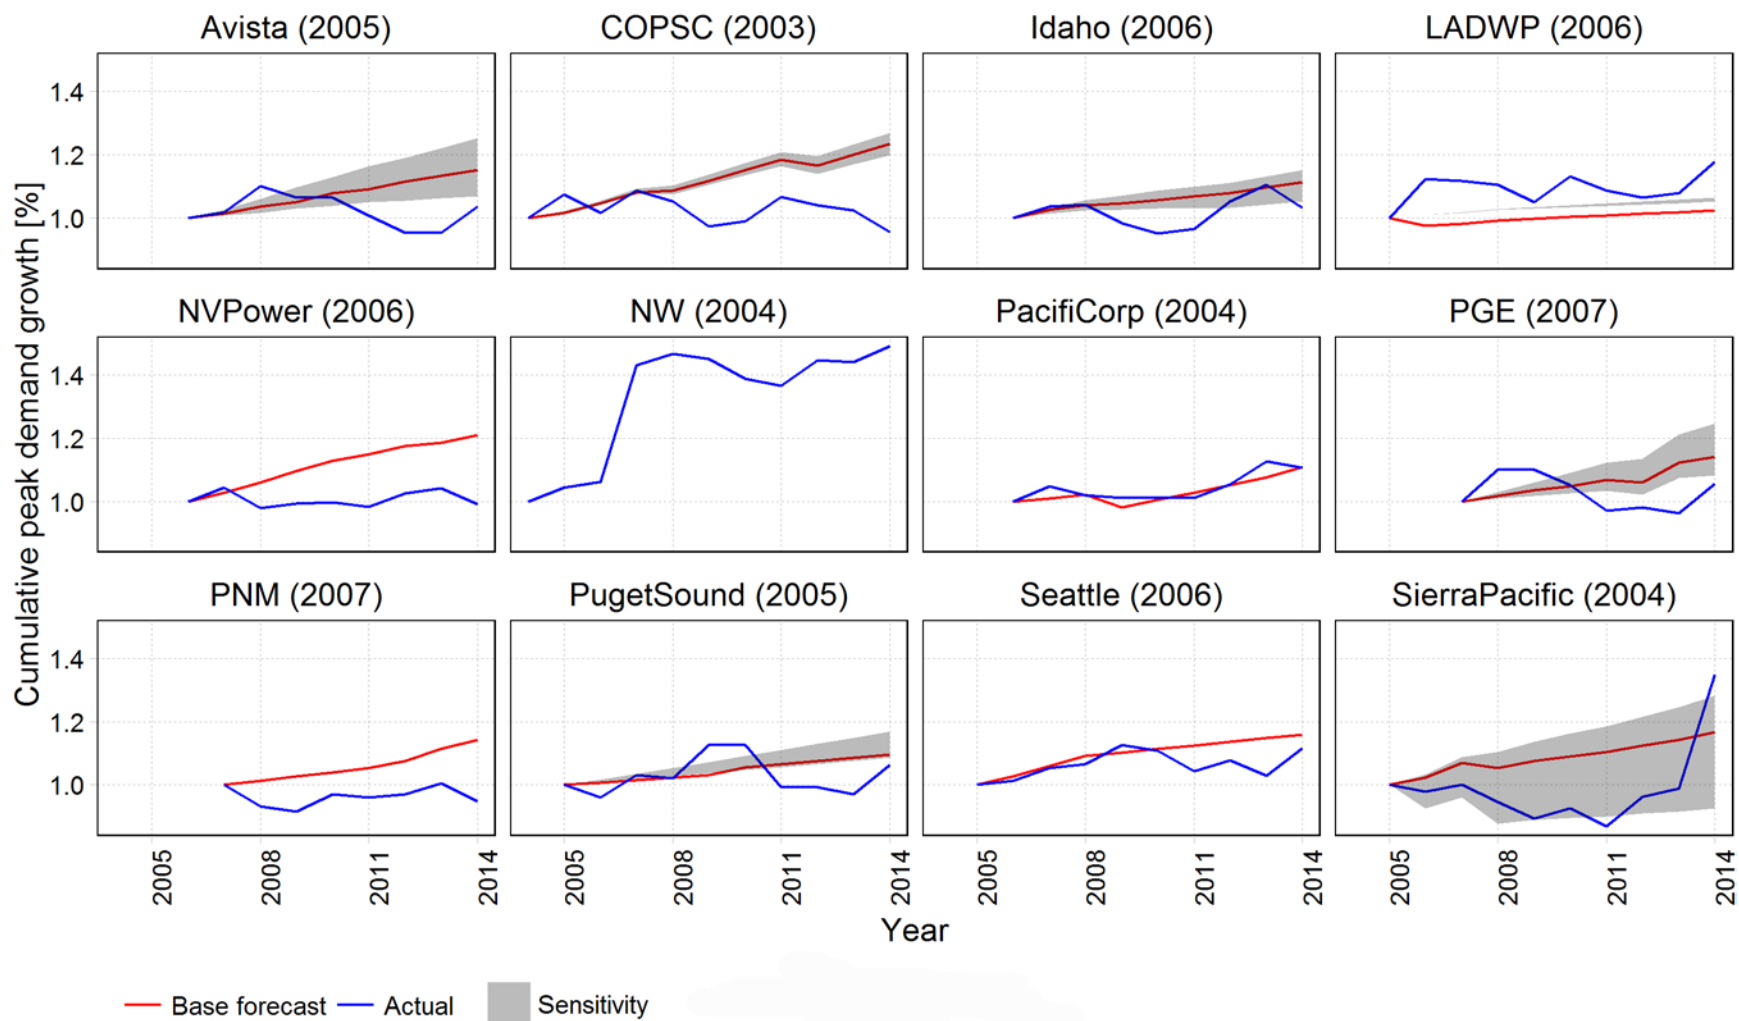 Avista (2005) COPSC (2003) Idaho (2006) LADWP (2006)
1.4
1.2
1.0
Cumulative peak demand growth [%]
NVPower (2006) NW (2004) PacifiCorp (2004) PGE (2007)
1.4
1.2
1.0
PNM (2007) PugetSound (2005) Seattle (2006) SierraPacific (2004)
1.4
1.2
1.0
2005 2008 2011 2014 2005 2008 2011 2014 2005 2008 2011 2014 2005 2008 2011 2014
Year
Base forecast Actual Sensitivity